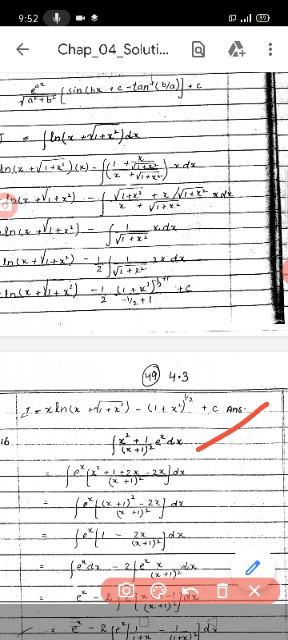 9:52
Chap_04_Soluti...
e^ax/√(a²+b²) [sin(bx + c - tan⁻¹(b/a)] + c
I = ∫ln(x + √1+x²)dx
ln(x + √1+x²)(x) - ∫(1 + x/√1+x²)/(x + √1+x²) x dx
ln(x + √1+x²) - ∫ √1+x² + x/√1+x² x dx / x + √1+x²
ln(x + √1+x²) - ∫ 1/√1+x² x dx
ln(x + √1+x²) - 1/2 ∫ 1/√1+x² 2x dx
ln(x + √1+x²) - 1/2 (1+x²)^-1/2+1 / -1/2+1 + c
49 4.3
I = x ln(x + √1+x²) - (1+x²)^1/2 + c Ans.
16
∫ x²+1/(x+1)² e^x dx
= ∫e^x [x²+1+2x-2x/(x+1)²] dx
= ∫e^x [(x+1)²-2x/(x+1)²] dx
= ∫e^x [1 - 2x/(x+1)²] dx
= ∫e^x dx - 2∫e^x x/(x+1)² dx
= e^x - 2
= e^x - 2∫e^x [1/1+x - 1/(x+1)²] dx